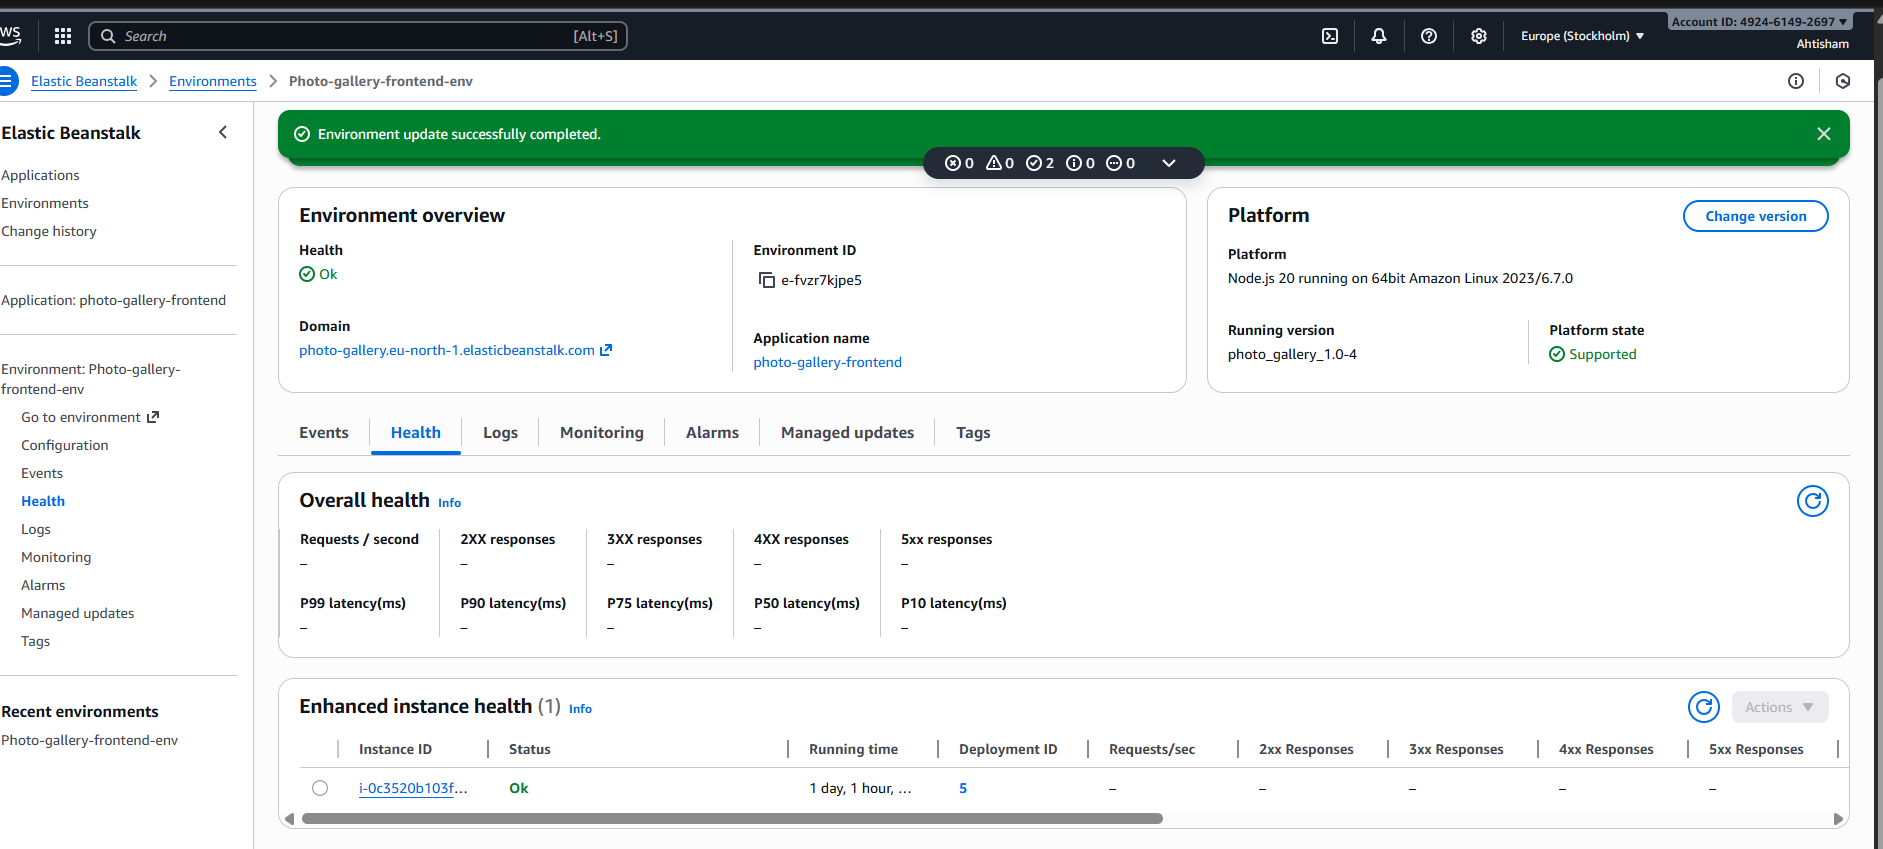 Search [Alt+S] Europe (Stockholm) Account ID: 4924-6149-2697
Ahtisham
Elastic Beanstalk Environments Photo-gallery-frontend-env
Elastic Beanstalk
Applications
Environments
Change history
Application: photo-gallery-frontend
Environment: Photo-gallery-
frontend-env
Go to environment
Configuration
Events
Health
Logs
Monitoring
Alarms
Managed updates
Tags
Recent environments
Photo-gallery-frontend-env
Environment update successfully completed.
0 0 2 0 0
Environment overview
Health
Ok
Domain
photo-gallery.eu-north-1.elasticbeanstalk.com
Environment ID
e-fvzr7kjpe5
Application name
photo-gallery-frontend
Platform
Change version
Platform
Node.js 20 running on 64bit Amazon Linux 2023/6.7.0
Running version
photo_gallery_1.0-4
Platform state
Supported
Events Health Logs Monitoring Alarms Managed updates Tags
Overall health Info
Requests / second 2XX responses 3XX responses 4XX responses 5xx responses
– – – – –
P99 latency(ms) P90 latency(ms) P75 latency(ms) P50 latency(ms) P10 latency(ms)
– – – – –
Enhanced instance health (1) Info
Actions
Instance ID Status Running time Deployment ID Requests/sec 2xx Responses 3xx Responses 4xx Responses 5xx Responses
i-0c3520b103f... Ok 1 day, 1 hour, ... 5 – – – – –